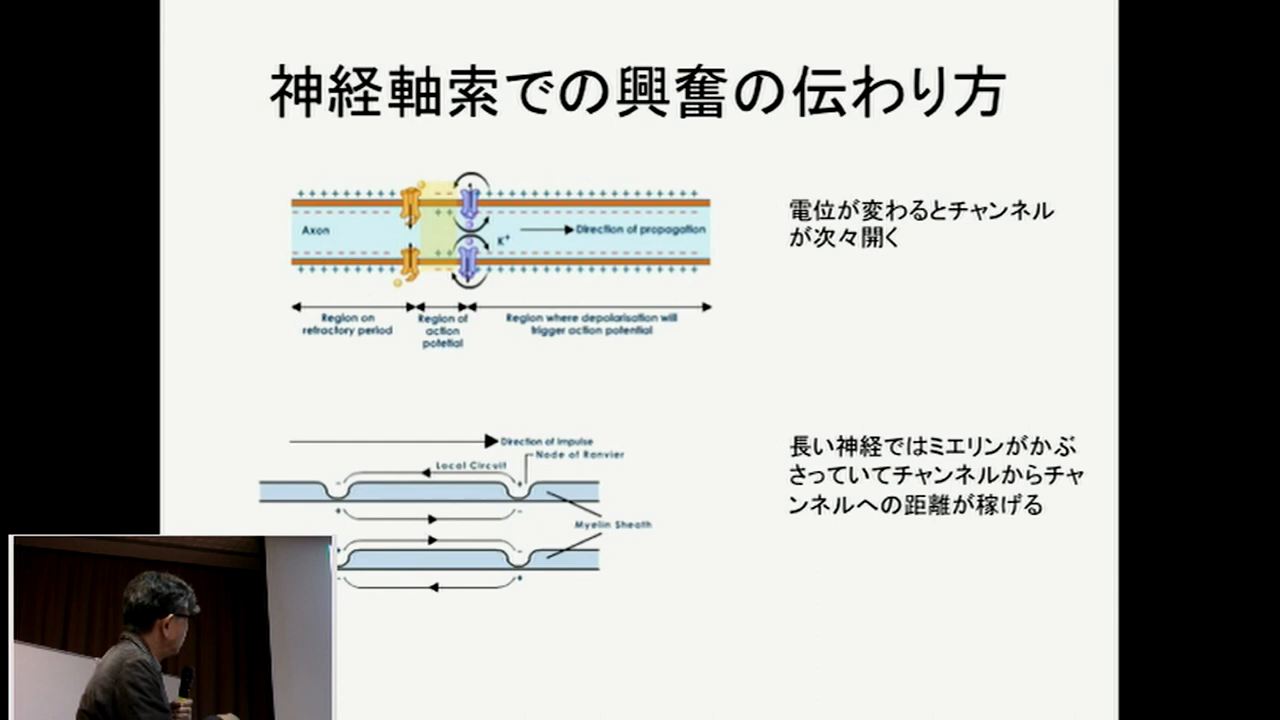 神経軸索での興奮の伝わり方
Axon
K+
Direction of propagation
Region on
refractory period
Region of
action
potetial
Region where depolarisation will
trigger action potential
電位が変わるとチャンネル
が次々開く
Direction of Impulse
Node of Ranvier
Local Circuit
Myelin Sheath
長い神経ではミエリンがかぶ
さっていてチャンネルからチャ
ンネルへの距離が稼げる